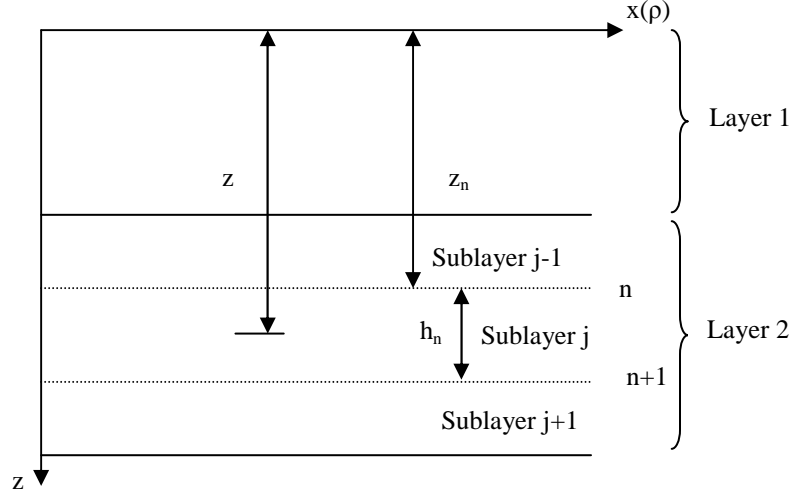 x(ρ)
Layer 1
z
zn
Sublayer j-1
n
hn
Sublayer j
Layer 2
n+1
Sublayer j+1
z